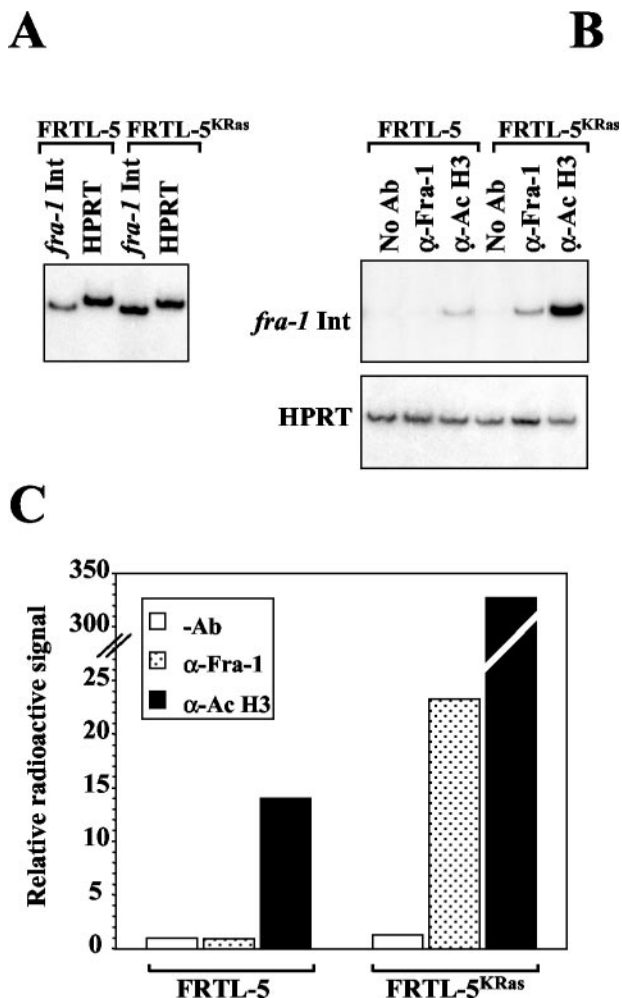 A
B
FRTL-5 FRTL-5KRas
fra-1 Int
HPRT
fra-1 Int
HPRT
FRTL-5 FRTL-5KRas
No Ab
α-Fra-1
α-Ac H3
No Ab
α-Fra-1
α-Ac H3
fra-1 Int
HPRT
C
Relative radioactive signal
350
300
25
20
15
10
5
0
-Ab
α-Fra-1
α-Ac H3
FRTL-5 FRTL-5KRas